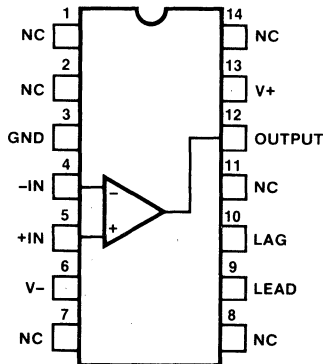 1 14
NC NC
2 13
NC V+
3 12
GND OUTPUT
4 11
-IN - NC
5 10
+IN + LAG
6 9
V- LEAD
7 8
NC NC